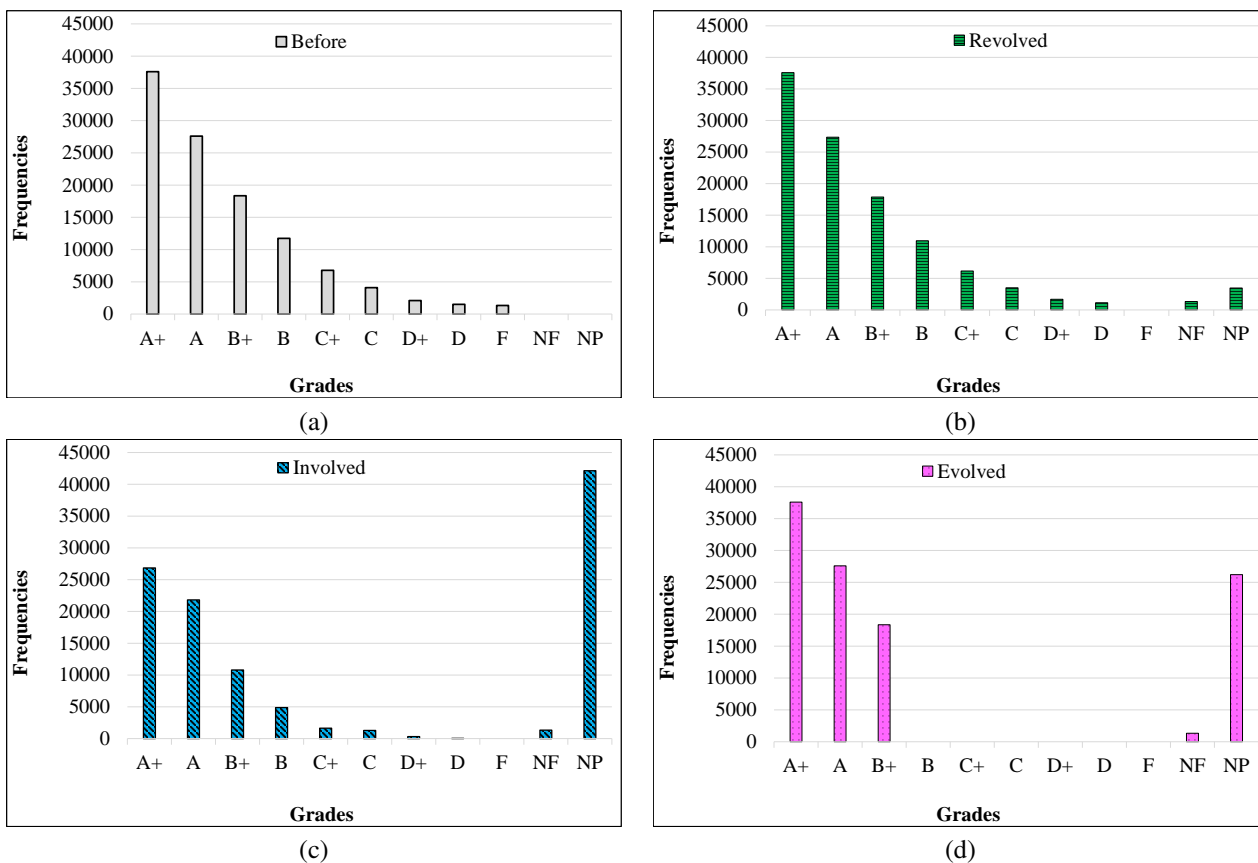 Before
45000
40000
35000
30000
25000
20000
15000
10000
5000
0
Frequencies
A+ A B+ B C+ C D+ D F NF NP
Grades
(a)
Revolved
45000
40000
35000
30000
25000
20000
15000
10000
5000
0
Frequencies
A+ A B+ B C+ C D+ D F NF NP
Grades
(b)
Involved
45000
40000
35000
30000
25000
20000
15000
10000
5000
0
Frequencies
A+ A B+ B C+ C D+ D F NF NP
Grades
(c)
Evolved
45000
40000
35000
30000
25000
20000
15000
10000
5000
0
Frequencies
A+ A B+ B C+ C D+ D F NF NP
Grades
(d)